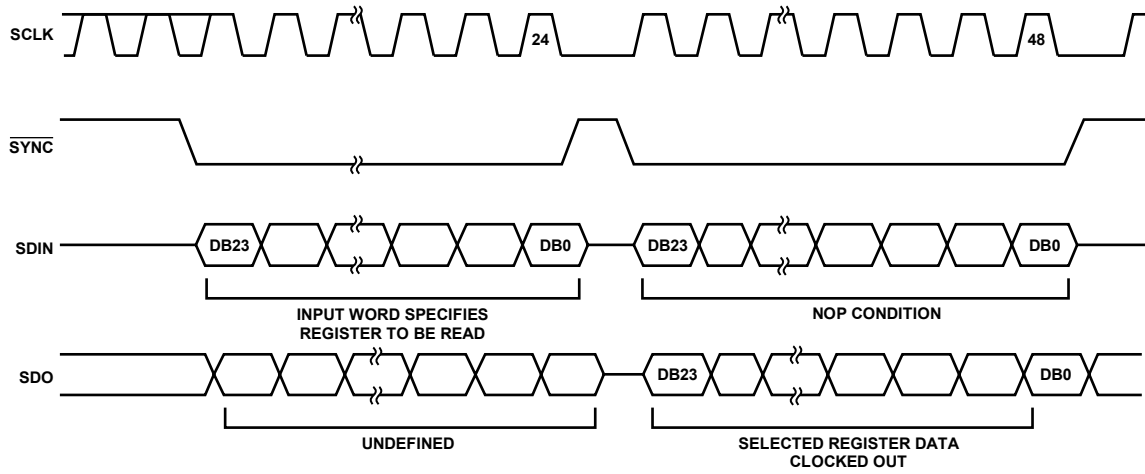 SCLK
24
48
SYNC
SDIN
DB23
DB0
DB23
DB0
INPUT WORD SPECIFIES
REGISTER TO BE READ
NOP CONDITION
SDO
DB23
DB0
UNDEFINED
SELECTED REGISTER DATA
CLOCKED OUT